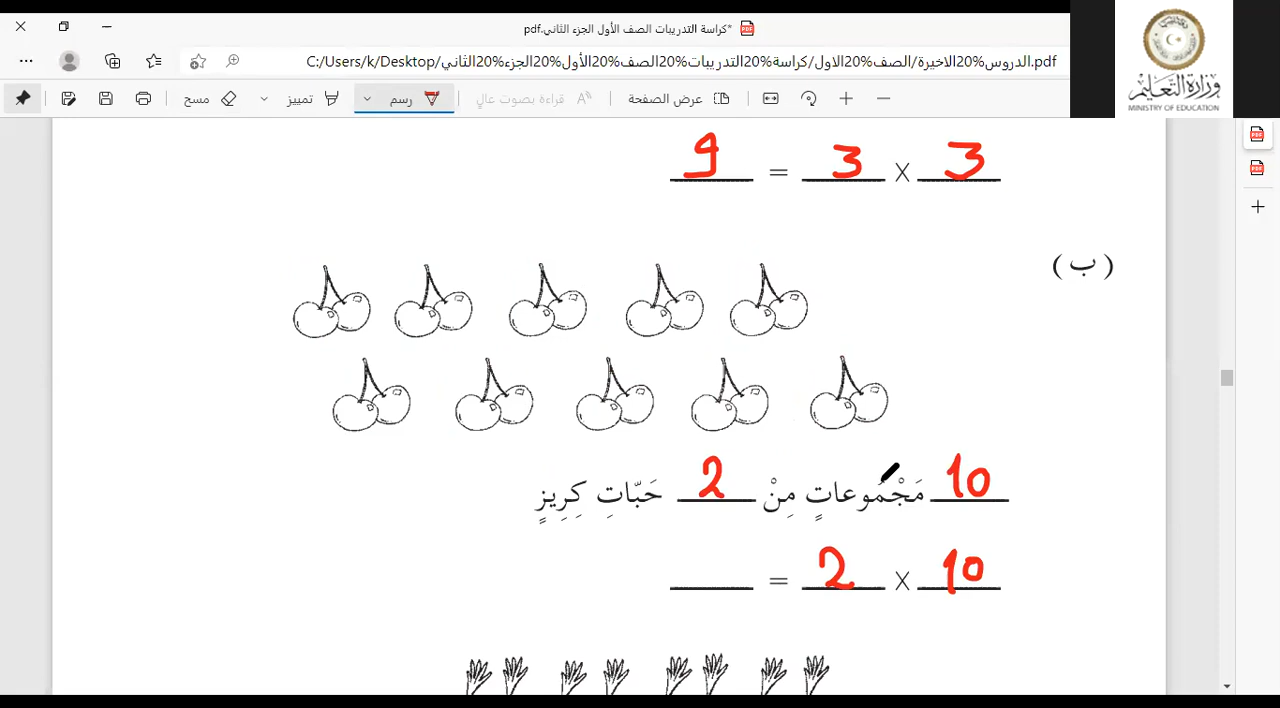 كراسة التدريبات الصف الأول الجزء الثاني.pdf*
C:/Users/k/Desktop/الدروس%20الاخيرة/الصف%20الاول/كراسة%20التدريبات%20الصف%20الأول%20الجزء%20الثاني.pdf
عرض الصفحة
قراءة بصوت عالٍ
رسم
تمييز
مسح
وزارة التعليم
MINISTRY OF EDUCATION
3 × 3 = 9
(ب)
10 مَجْمُوعاتٍ مِنْ 2 حَبّاتِ كِرِيزٍ
10 × 2 = ____